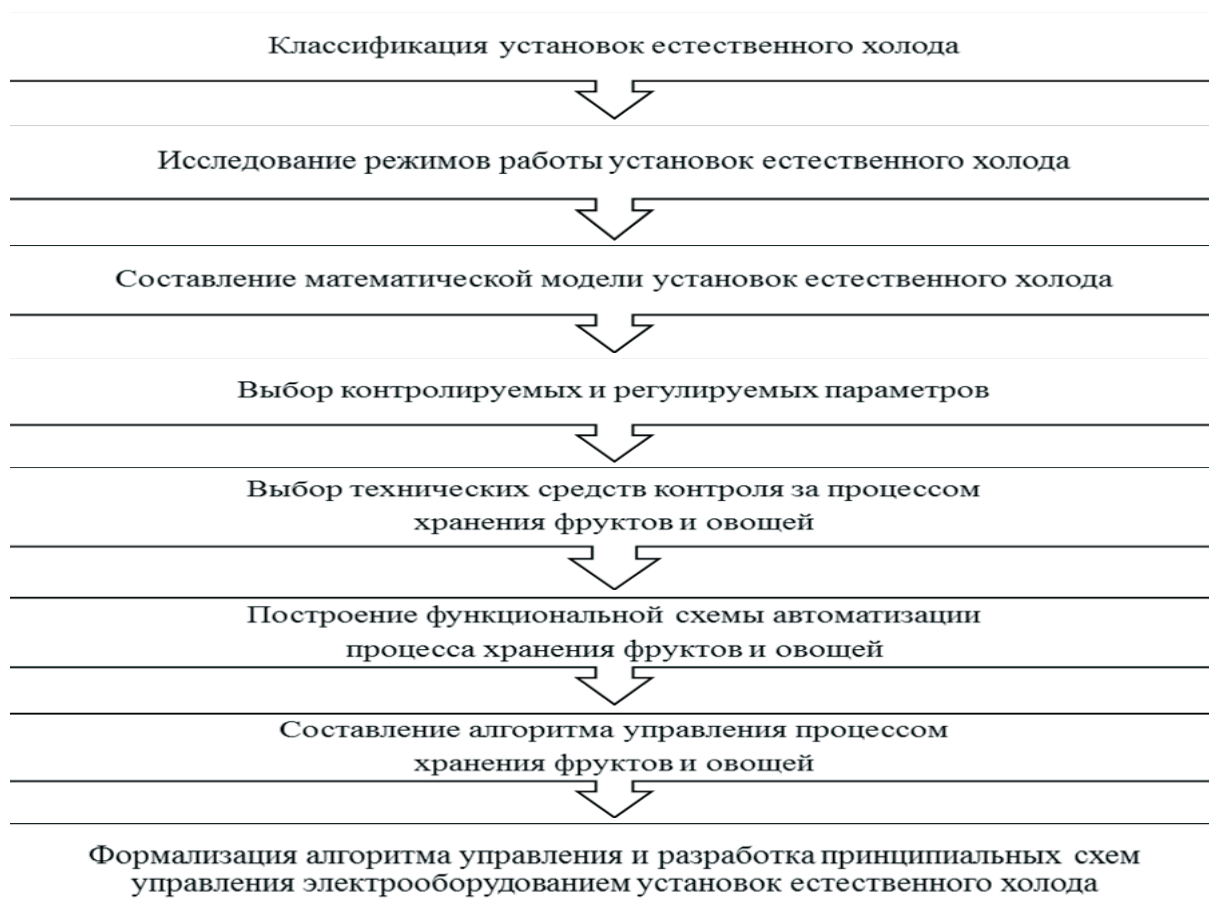 Классификация установок естественного холода
Исследование режимов работы установок естественного холода
Составление математической модели установок естественного холода
Выбор контролируемых и регулируемых параметров
Выбор технических средств контроля за процессом
хранения фруктов и овощей
Построение функциональной схемы автоматизации
процесса хранения фруктов и овощей
Составление алгоритма управления процессом
хранения фруктов и овощей
Формализация алгоритма управления и разработка принципиальных схем
управления электрооборудованием установок естественного холода